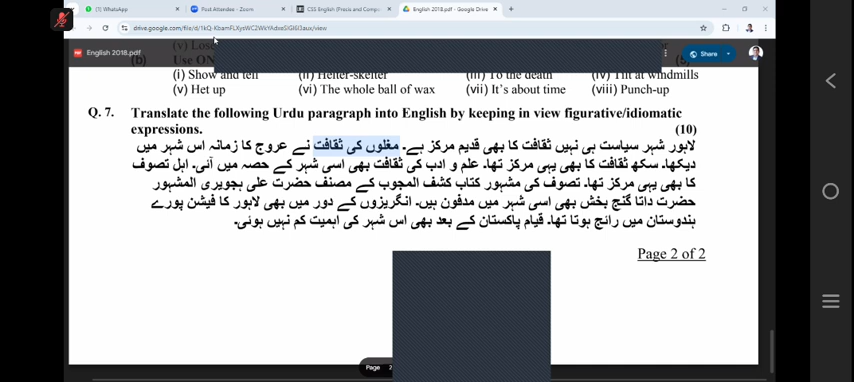 (1) WhatsApp
Post Attendee - Zoom
CSS English (Precis and Compo
English 2018.pdf - Google Drive
drive.google.com/file/d/1kQ-KbamFLXjsWC2WkYAdxsSIGI6I3aux/view
English 2018.pdf
Share
(v) Lose
(b) Use ON
(i) Show and tell (ii) Helter-skelter (iii) To the death (iv) Tilt at windmills
(v) Het up (vi) The whole ball of wax (vii) It's about time (viii) Punch-up
Q. 7. Translate the following Urdu paragraph into English by keeping in view figurative/idiomatic
expressions. (10)
لاہور شہر سیاست ہی نہیں ثقافت کا بھی قدیم مرکز ہے۔ مغلوں کی ثقافت نے عروج کا زمانہ اس شہر میں
دیکھا۔ سکھ ثقافت کا بھی یہی مرکز تھا۔ علم و ادب کی ثقافت بھی اسی شہر کے حصہ میں آئی۔ اہل تصوف
کا بھی یہی مرکز تھا۔ تصوف کی مشہور کتاب کشف المجوب کے مصنف حضرت علی ہجویری المشہور
حضرت داتا گنج بخش بھی اسی شہر میں مدفون ہیں۔ انگریزوں کے دور میں بھی لاہور کا فیشن پورے
ہندوستان میں رائج ہوتا تھا۔ قیام پاکستان کے بعد بھی اس شہر کی اہمیت کم نہیں ہوئی۔
Page 2 of 2
Page 2